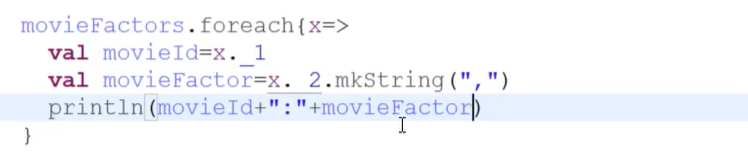 movieFactors.foreach{x=>
  val movieId=x._1
  val movieFactor=x._2.mkString(",")
  println(movieId+":"+movieFactor)
}